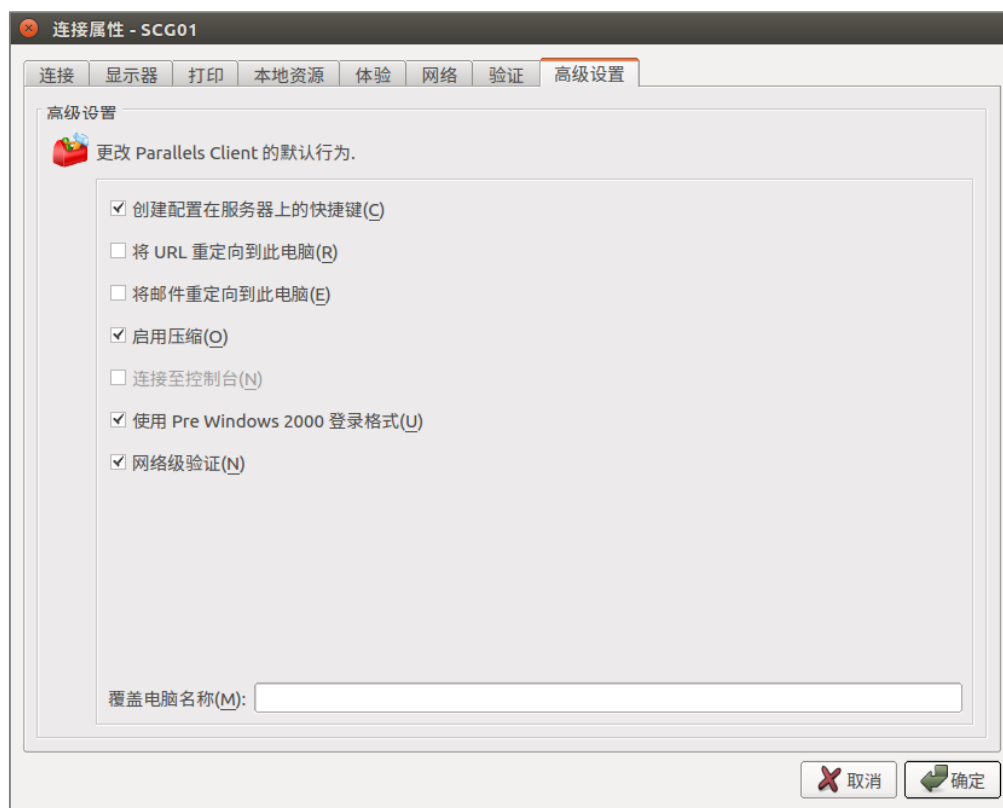 连接属性 - SCG01
连接 显示器 打印 本地资源 体验 网络 验证 高级设置
高级设置
更改 Parallels Client 的默认行为.
创建配置在服务器上的快捷键(C)
将 URL 重定向到此电脑(R)
将邮件重定向到此电脑(E)
启用压缩(O)
连接至控制台(N)
使用 Pre Windows 2000 登录格式(U)
网络级验证(N)
覆盖电脑名称(M):
取消 确定